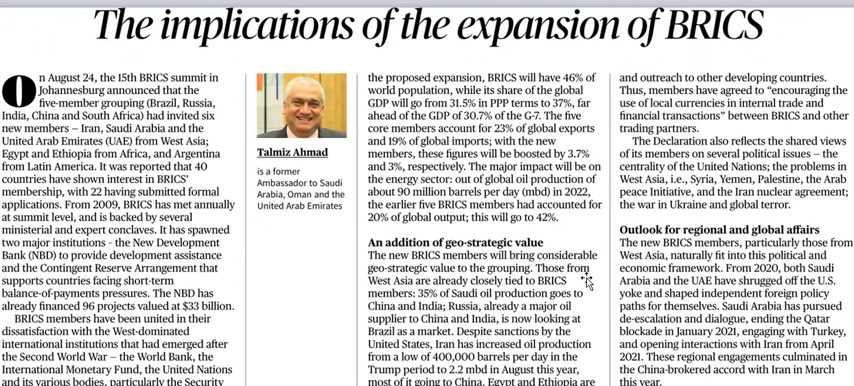 The implications of the expansion of BRICS
On August 24, the 15th BRICS summit in
Johannesburg announced that the
five-member grouping (Brazil, Russia,
India, China and South Africa) had invited six
new members – Iran, Saudi Arabia and the
United Arab Emirates (UAE) from West Asia;
Egypt and Ethiopia from Africa, and Argentina
from Latin America. It was reported that 40
countries have shown interest in BRICS'
membership, with 22 having submitted formal
applications. From 2009, BRICS has met annually
at summit level, and is backed by several
ministerial and expert conclaves. It has spawned
two major institutions - the New Development
Bank (NBD) to provide development assistance
and the Contingent Reserve Arrangement that
supports countries facing short-term
balance-of-payments pressures. The NBD has
already financed 96 projects valued at $33 billion.
BRICS members have been united in their
dissatisfaction with the West-dominated
international institutions that had emerged after
the Second World War – the World Bank, the
International Monetary Fund, the United Nations
and its various bodies, particularly the Security
Talmiz Ahmad
is a former
Ambassador to Saudi
Arabia, Oman and the
United Arab Emirates
the proposed expansion, BRICS will have 46% of
world population, while its share of the global
GDP will go from 31.5% in PPP terms to 37%, far
ahead of the GDP of 30.7% of the G-7. The five
core members account for 23% of global exports
and 19% of global imports; with the new
members, these figures will be boosted by 3.7%
and 3%, respectively. The major impact will be on
the energy sector: out of global oil production of
about 90 million barrels per day (mbd) in 2022,
the earlier five BRICS members had accounted for
20% of global output; this will go to 42%.
An addition of geo-strategic value
The new BRICS members will bring considerable
geo-strategic value to the grouping. Those from
West Asia are already closely tied to BRICS
members: 35% of Saudi oil production goes to
China and India; Russia, already a major oil
supplier to China and India, is now looking at
Brazil as a market. Despite sanctions by the
United States, Iran has increased oil production
from a low of 400,000 barrels per day in the
Trump period to 2.2 mbd in August this year,
most of it going to China. Egypt and Ethiopia are
and outreach to other developing countries.
Thus, members have agreed to “encouraging the
use of local currencies in internal trade and
financial transactions” between BRICS and other
trading partners.
The Declaration also reflects the shared views
of its members on several political issues – the
centrality of the United Nations; the problems in
West Asia, i.e., Syria, Yemen, Palestine, the Arab
peace Initiative, and the Iran nuclear agreement;
the war in Ukraine and global terror.
Outlook for regional and global affairs
The new BRICS members, particularly those from
West Asia, naturally fit into this political and
economic framework. From 2020, both Saudi
Arabia and the UAE have shrugged off the U.S.
yoke and shaped independent foreign policy
paths for themselves. Saudi Arabia has pursued
de-escalation and dialogue, ending the Qatar
blockade in January 2021, engaging with Turkey,
and opening interactions with Iran from April
2021. These regional engagements culminated in
the China-brokered accord with Iran in March
this year.